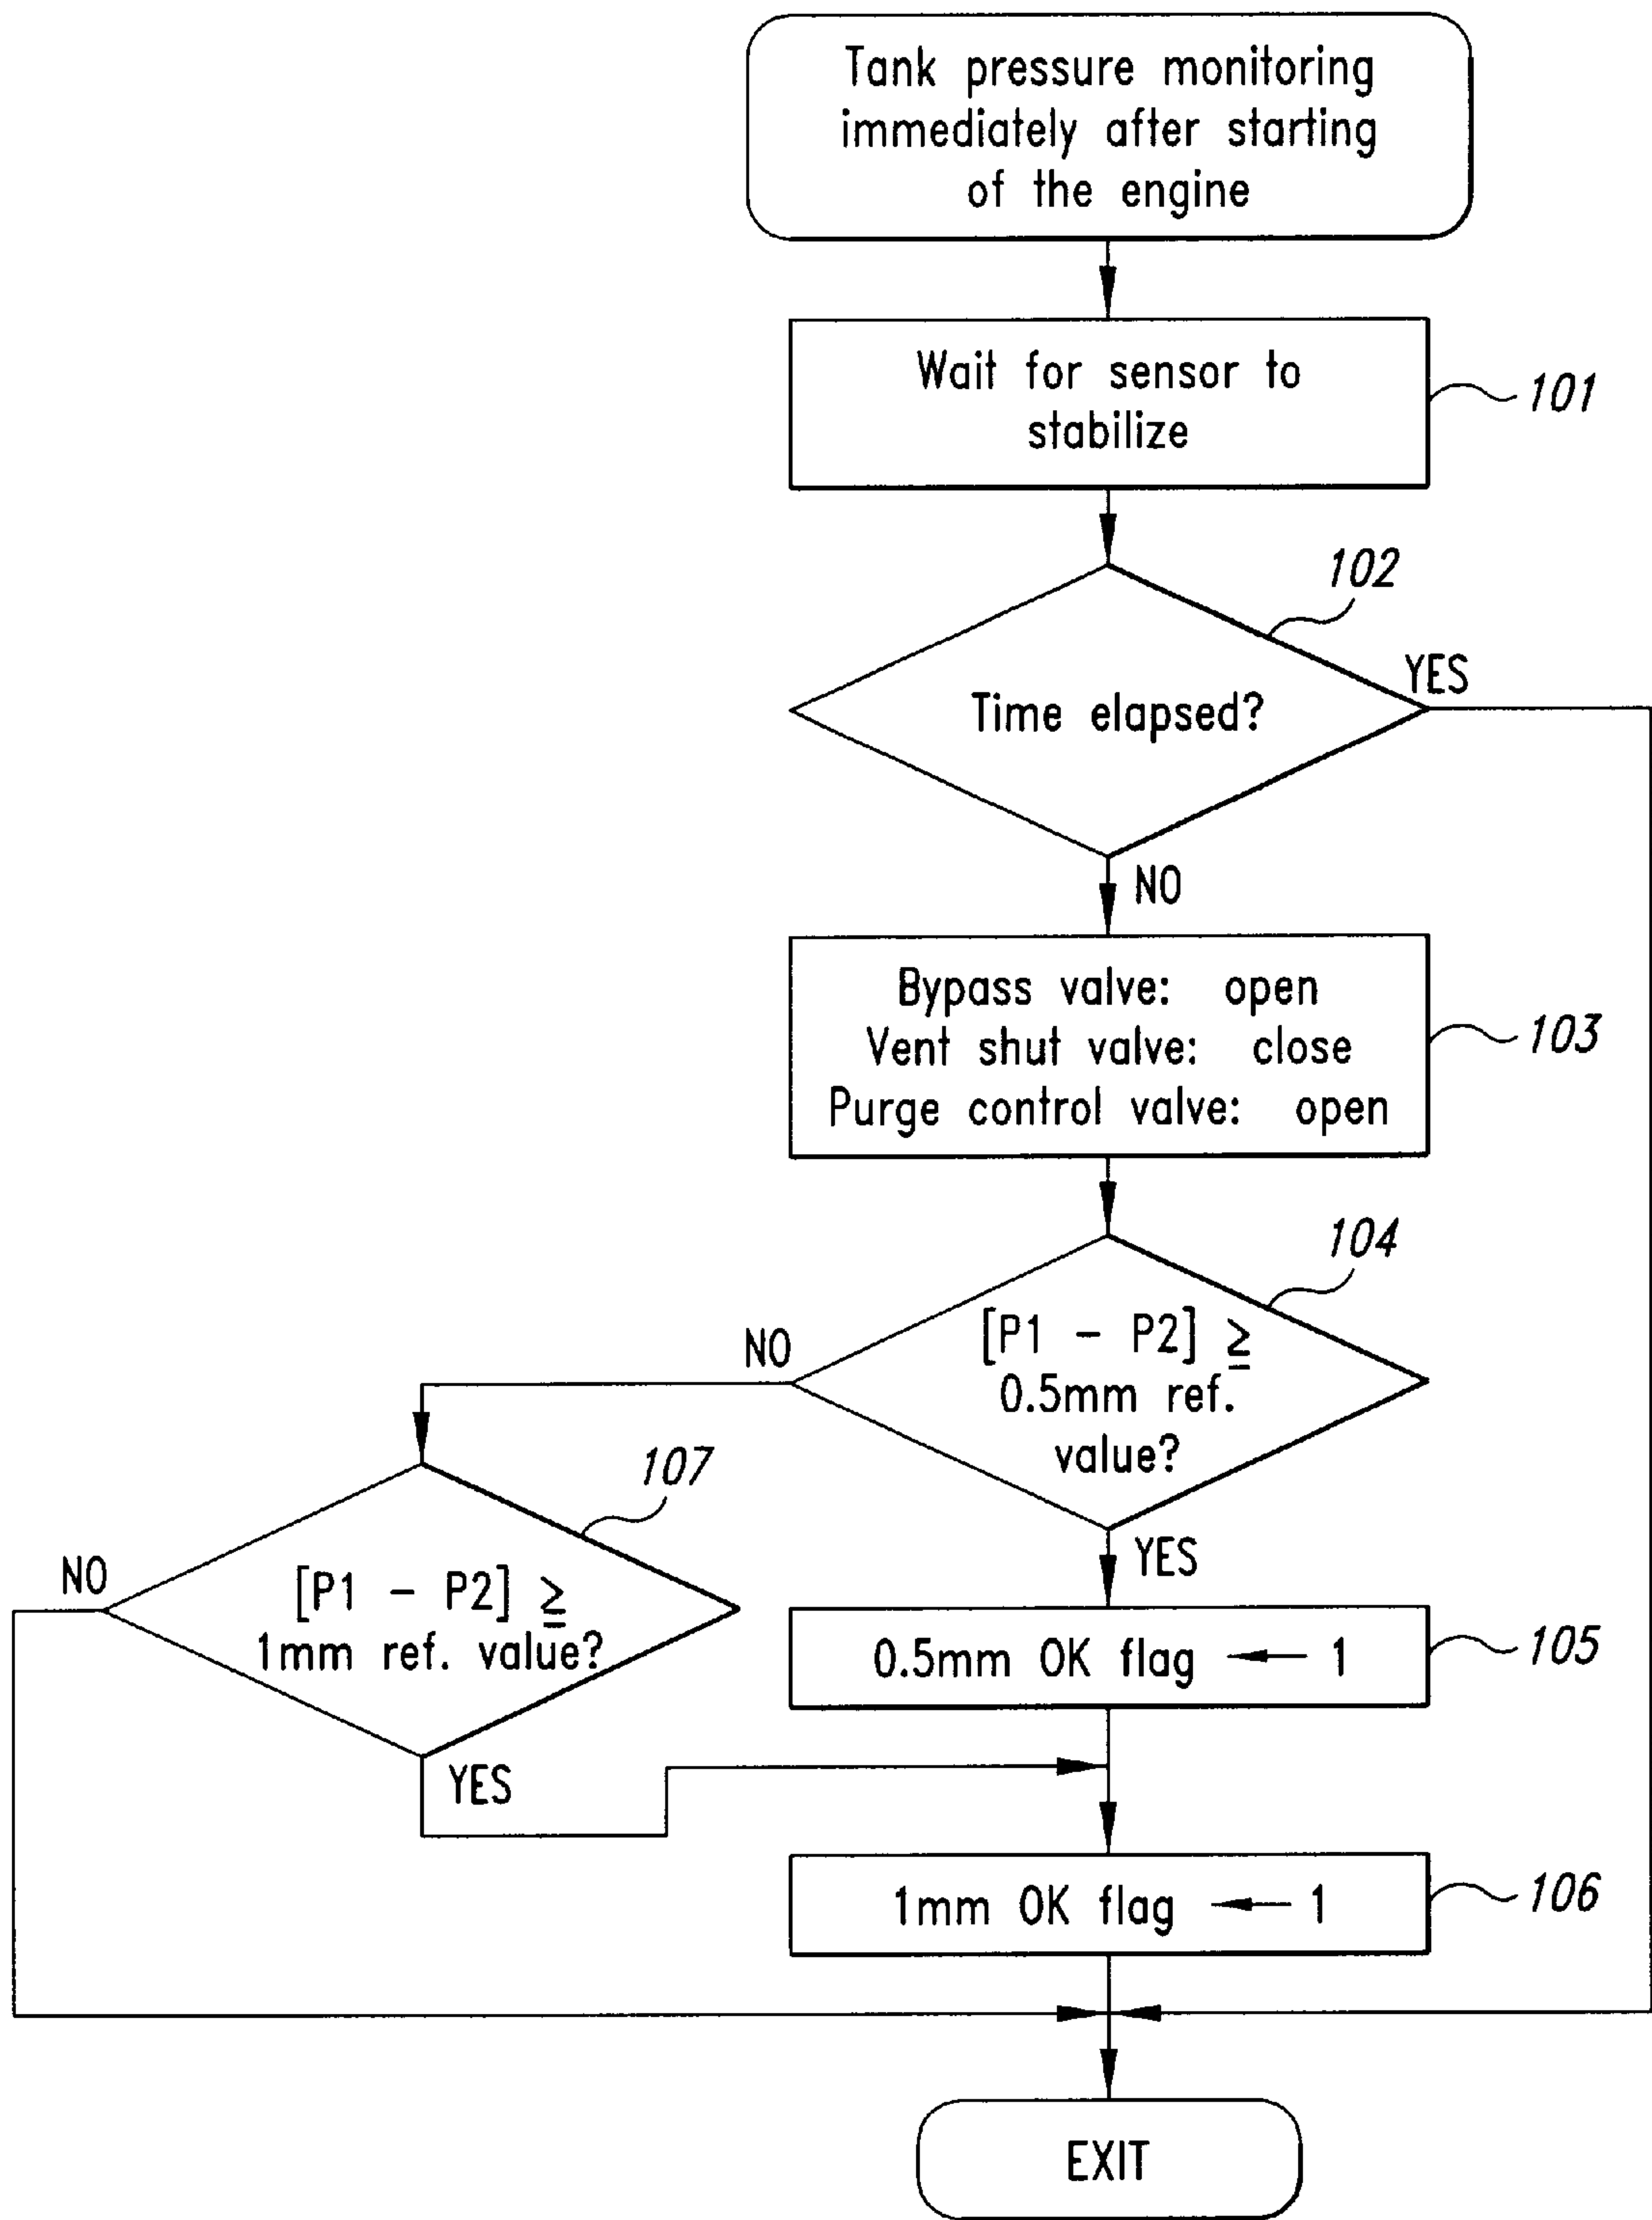 Tank pressure monitoring
immediately after starting
of the engine
Wait for sensor to
stabilize
101
102
Time elapsed?
YES
NO
Bypass valve: open
Vent shut valve: close
Purge control valve: open
103
104
[P1 - P2] ≧
0.5mm ref.
value?
NO
YES
107
[P1 - P2] ≧
1mm ref. value?
NO
YES
0.5mm OK flag ← 1
105
1mm OK flag ← 1
106
EXIT